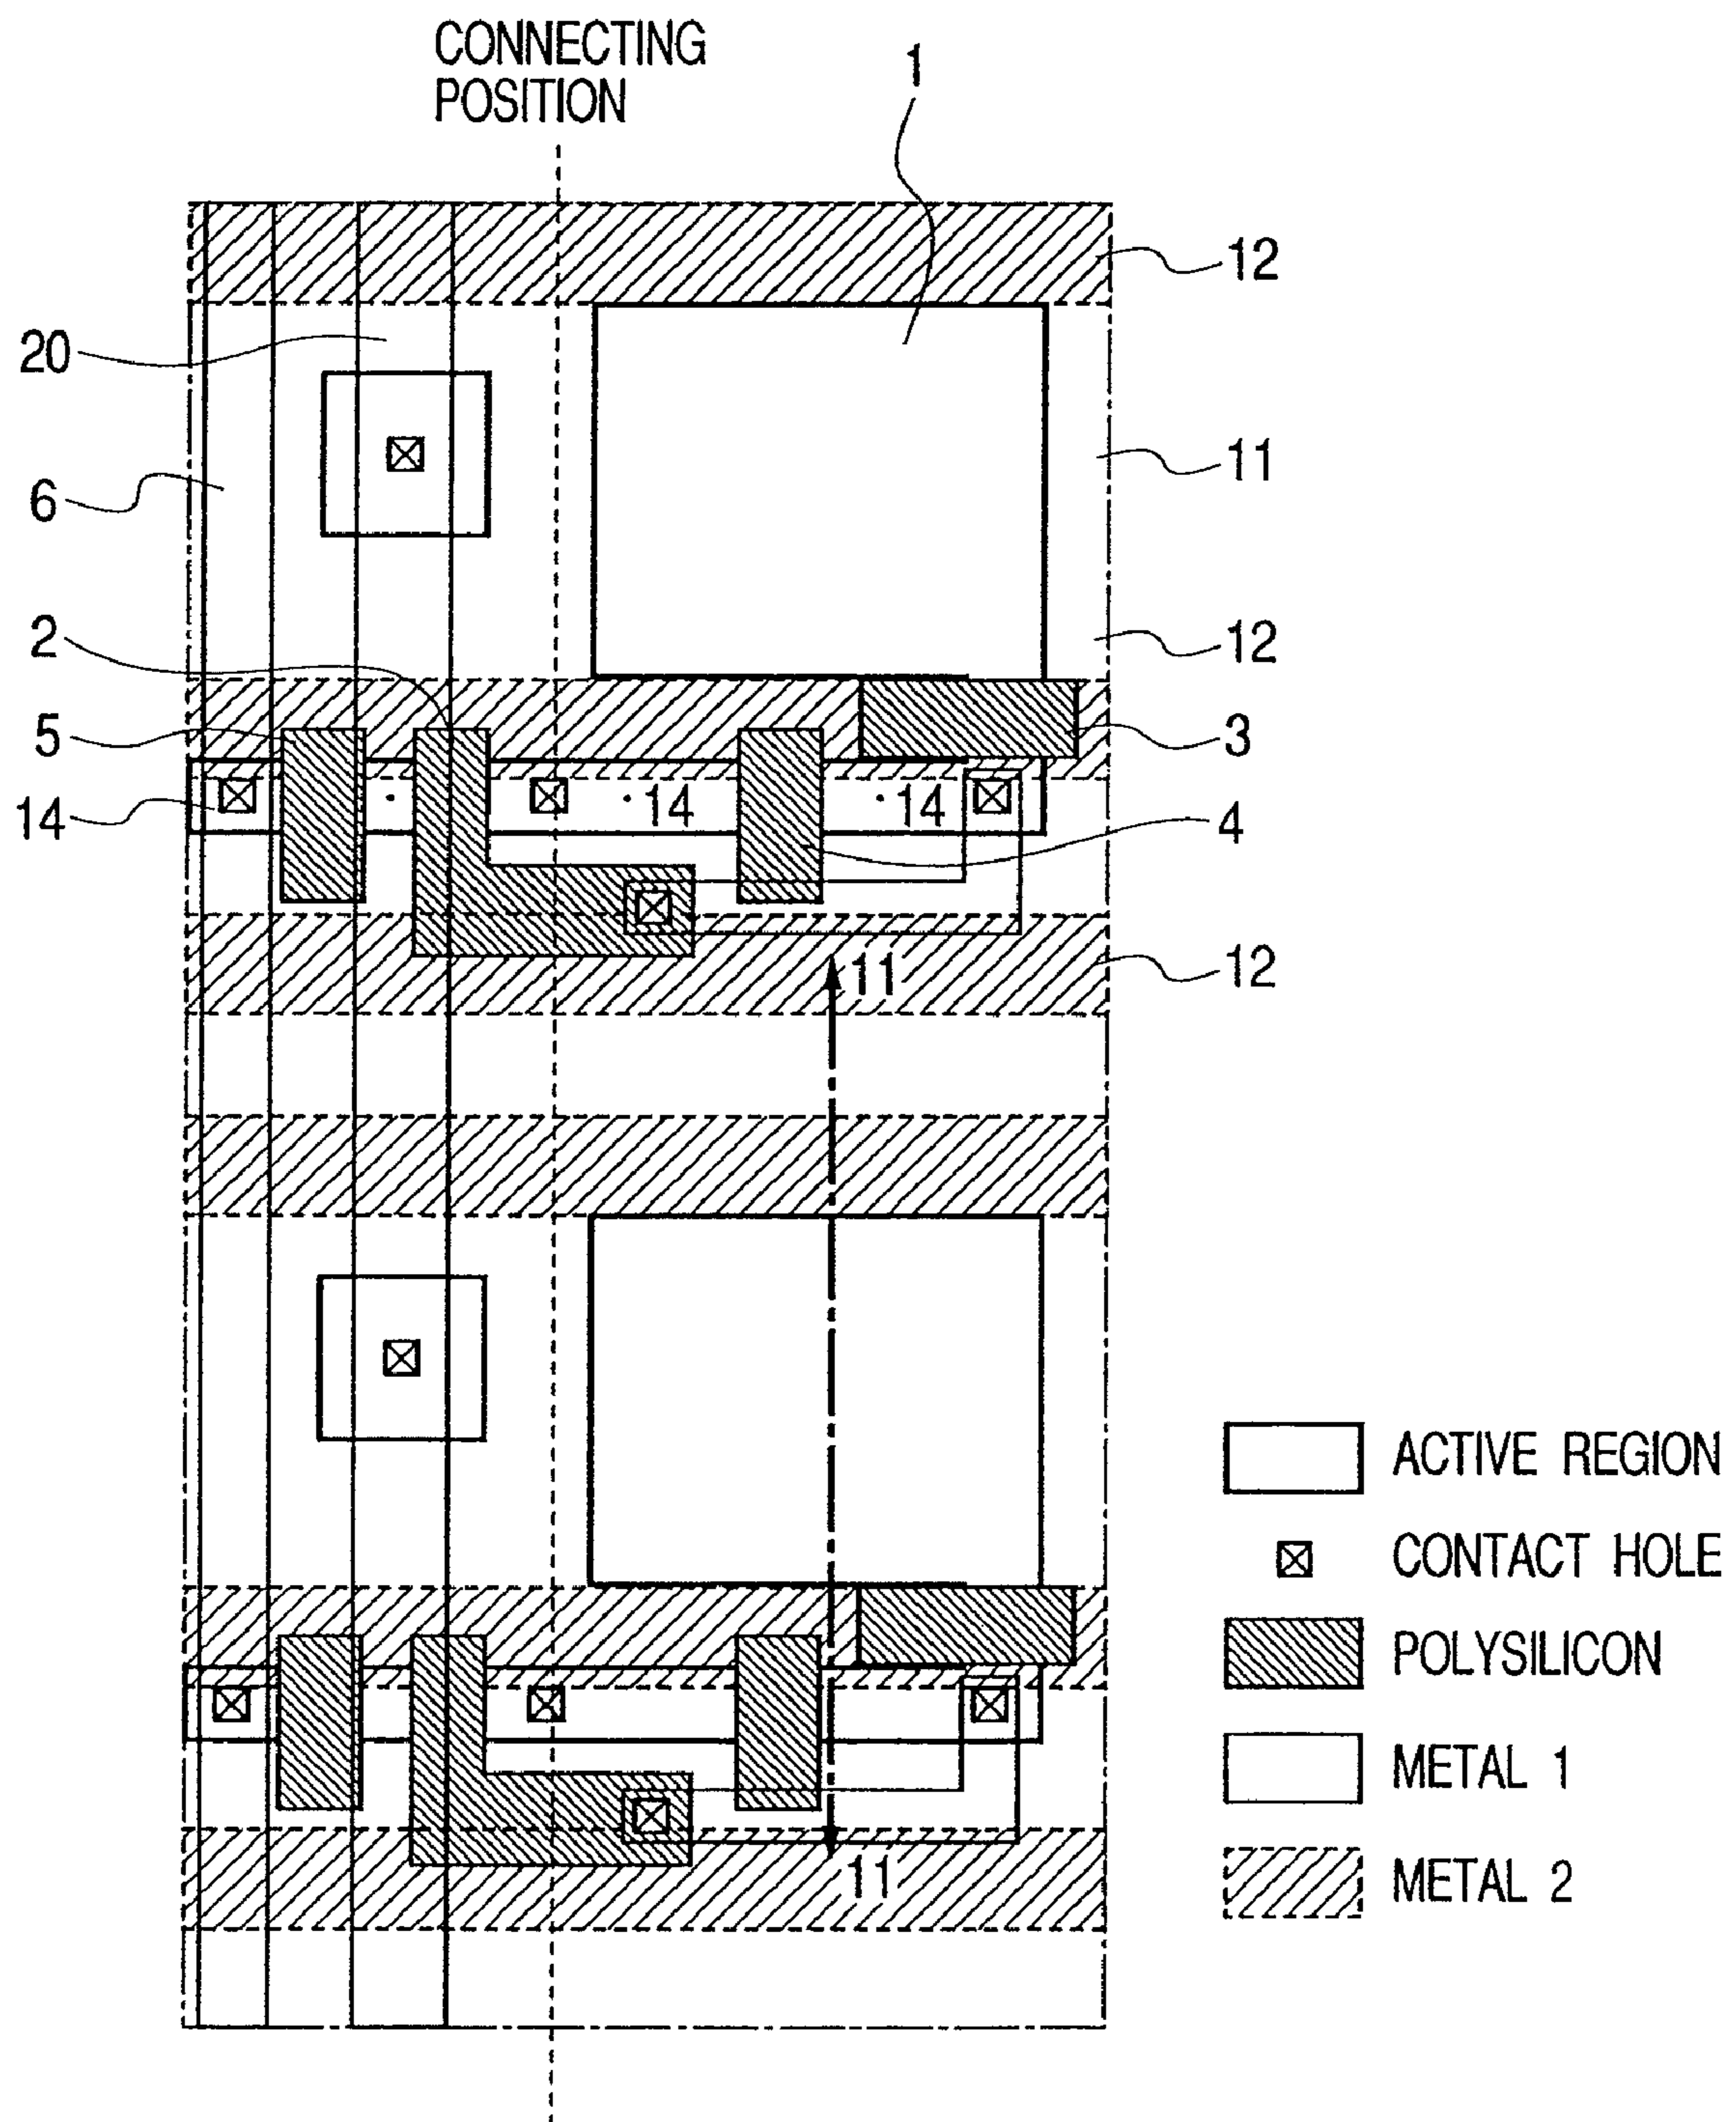 CONNECTING
POSITION
1
12
20
11
6
2
12
5
3
14
14
14
4
11
12
11
ACTIVE REGION
CONTACT HOLE
POLYSILICON
METAL 1
METAL 2